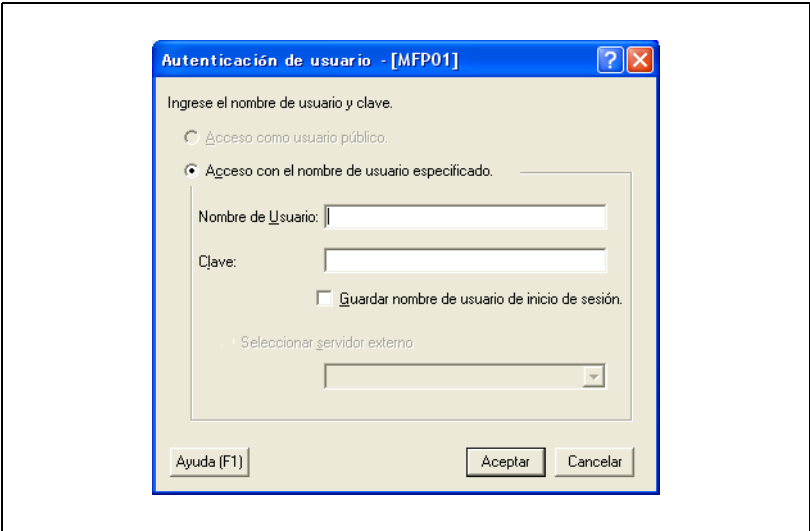 Autenticación de usuario - [MFP01]
Ingrese el nombre de usuario y clave.
Acceso como usuario público.
Acceso con el nombre de usuario especificado.
Nombre de Usuario:
Clave:
Guardar nombre de usuario de inicio de sesión.
Seleccionar servidor externo
Ayuda (F1)
Aceptar
Cancelar